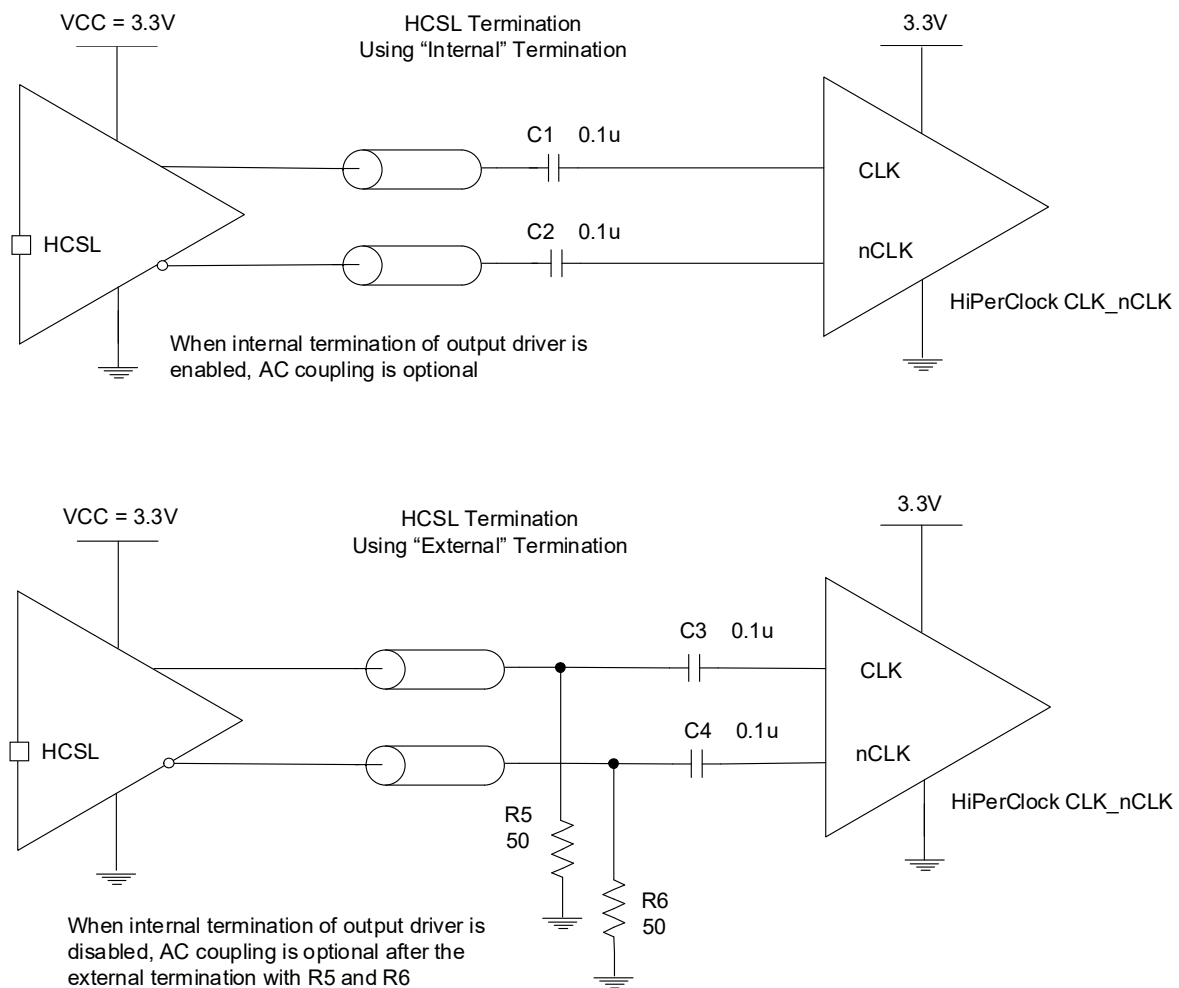 VCC = 3.3V
HCSL Termination
Using “Internal” Termination
3.3V
C1 0.1u
CLK
C2 0.1u
HCSL
nCLK
HiPerClock CLK_nCLK
When internal termination of output driver is
enabled, AC coupling is optional
VCC = 3.3V
HCSL Termination
Using “External” Termination
3.3V
C3 0.1u
CLK
C4 0.1u
HCSL
nCLK
HiPerClock CLK_nCLK
R5
50
R6
50
When internal termination of output driver is
disabled, AC coupling is optional after the
external termination with R5 and R6